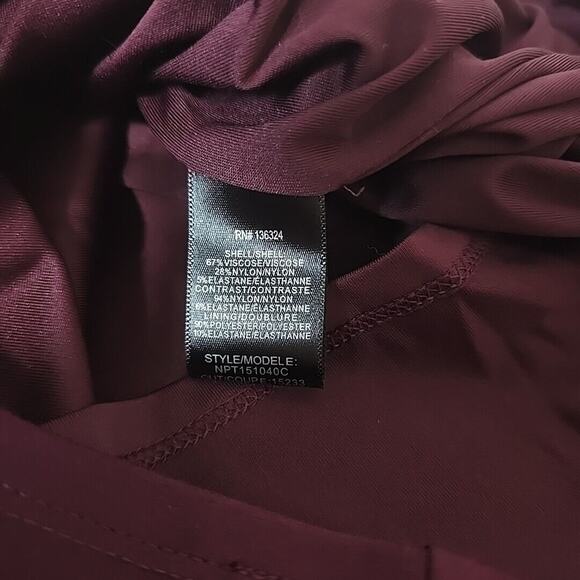 RN# 136324
SHELL/SHELL
67%VISCOSE/VISCOSE
28%NYLON/NYLON
5%ELASTANE/ELASTHANNE
CONTRAST/CONTRASTE
94%NYLON/NYLON
6%ELASTANE/ELASTHANNE
LINING/DOUBLURE
90%POLYESTER/POLYESTER
10%ELASTANE/ELASTHANNE
STYLE/MODELE:
NPT151040C
CUT/COUPE:15233